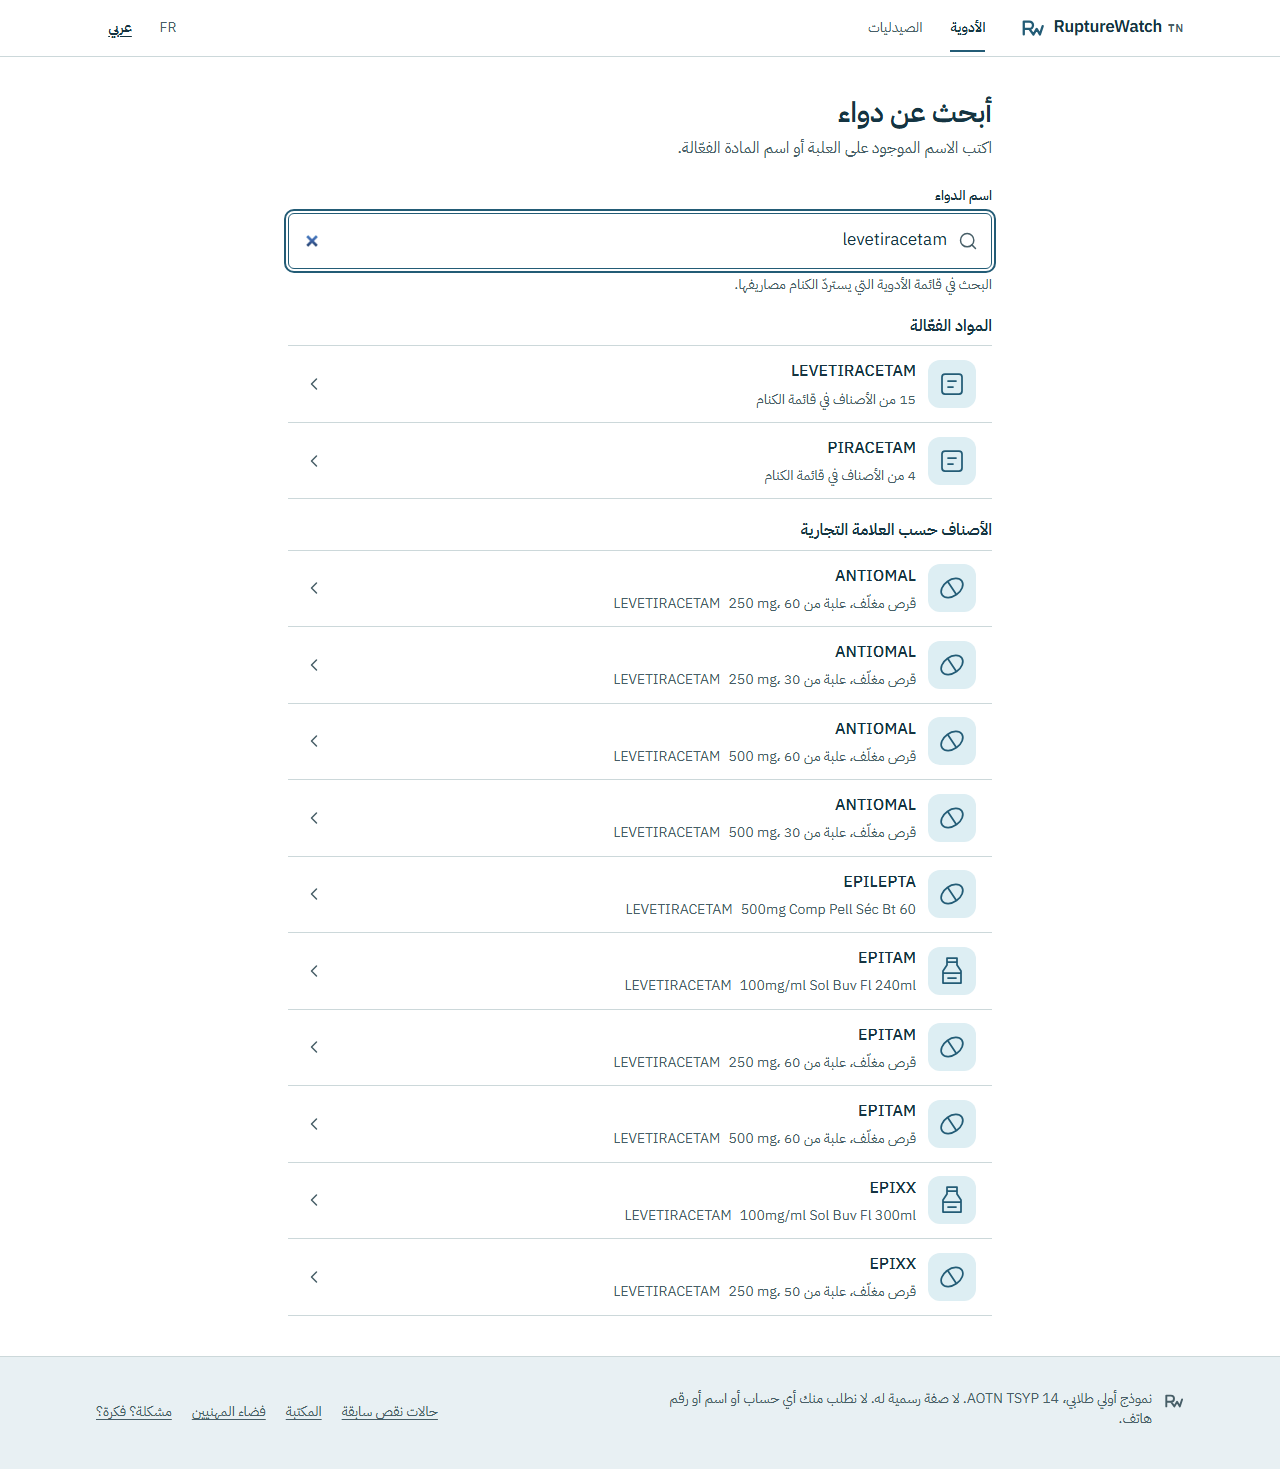 RuptureWatch TN
الأدوية
الصيدليات
FR
عربي
أبحث عن دواء
اكتب الاسم الموجود على العلبة أو اسم المادة الفعّالة.
اسم الدواء
levetiracetam
البحث في قائمة الأدوية التي يستردّ الكنام مصاريفها.
المواد الفعّالة
LEVETIRACETAM
15 من الأصناف في قائمة الكنام
PIRACETAM
4 من الأصناف في قائمة الكنام
الأصناف حسب العلامة التجارية
ANTIOMAL
قرص مغلّف، علبة من 60 ،250 mg LEVETIRACETAM
ANTIOMAL
قرص مغلّف، علبة من 30 ،250 mg LEVETIRACETAM
ANTIOMAL
قرص مغلّف، علبة من 60 ،500 mg LEVETIRACETAM
ANTIOMAL
قرص مغلّف، علبة من 30 ،500 mg LEVETIRACETAM
EPILEPTA
500mg Comp Pell Séc Bt 60 LEVETIRACETAM
EPITAM
100mg/ml Sol Buv Fl 240ml LEVETIRACETAM
EPITAM
قرص مغلّف، علبة من 60 ،250 mg LEVETIRACETAM
EPITAM
قرص مغلّف، علبة من 60 ،500 mg LEVETIRACETAM
EPIXX
100mg/ml Sol Buv Fl 300ml LEVETIRACETAM
EPIXX
قرص مغلّف، علبة من 50 ،250 mg LEVETIRACETAM
نموذج أولي طلابي، AOTN TSYP 14. لا صفة رسمية له. لا نطلب منك أي حساب أو اسم أو رقم
هاتف.
حالات نقص سابقة
المكتبة
فضاء المهنيين
مشكلة؟ فكرة؟